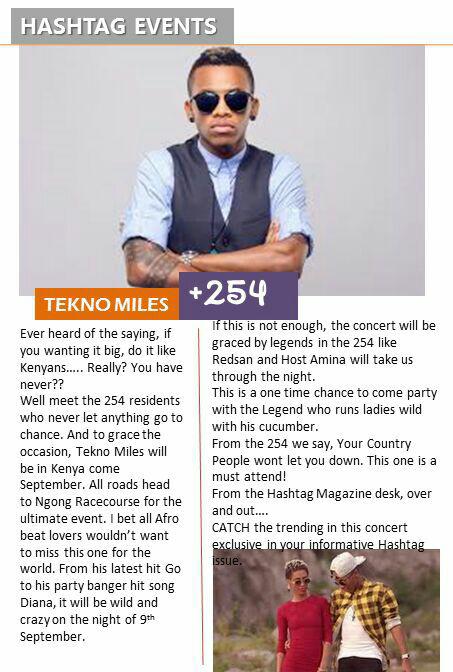 HASHTAG EVENTS
TEKNO MILES
+254
Ever heard of the saying, if
you wanting it big, do it like
Kenyans..... Really? You have
never??
Well meet the 254 residents
who never let anything go to
chance. And to grace the
occasion, Tekno Miles will
be in Kenya come
September. All roads head
to Ngong Racecourse for the
ultimate event. I bet all Afro
beat lovers wouldn't want
to miss this one for the
world. From his latest hit Go
to his party banger hit song
Diana, it will be wild and
crazy on the night of 9th
September.
If this is not enough, the concert will be
graced by legends in the 254 like
Redsan and Host Amina will take us
through the night.
This is a one time chance to come party
with the Legend who runs ladies wild
with his cucumber.
From the 254 we say, Your Country
People wont let you down. This one is a
must attend!
From the Hashtag Magazine desk, over
and out....
CATCH the trending in this concert
exclusive in your informative Hashtag
issue.